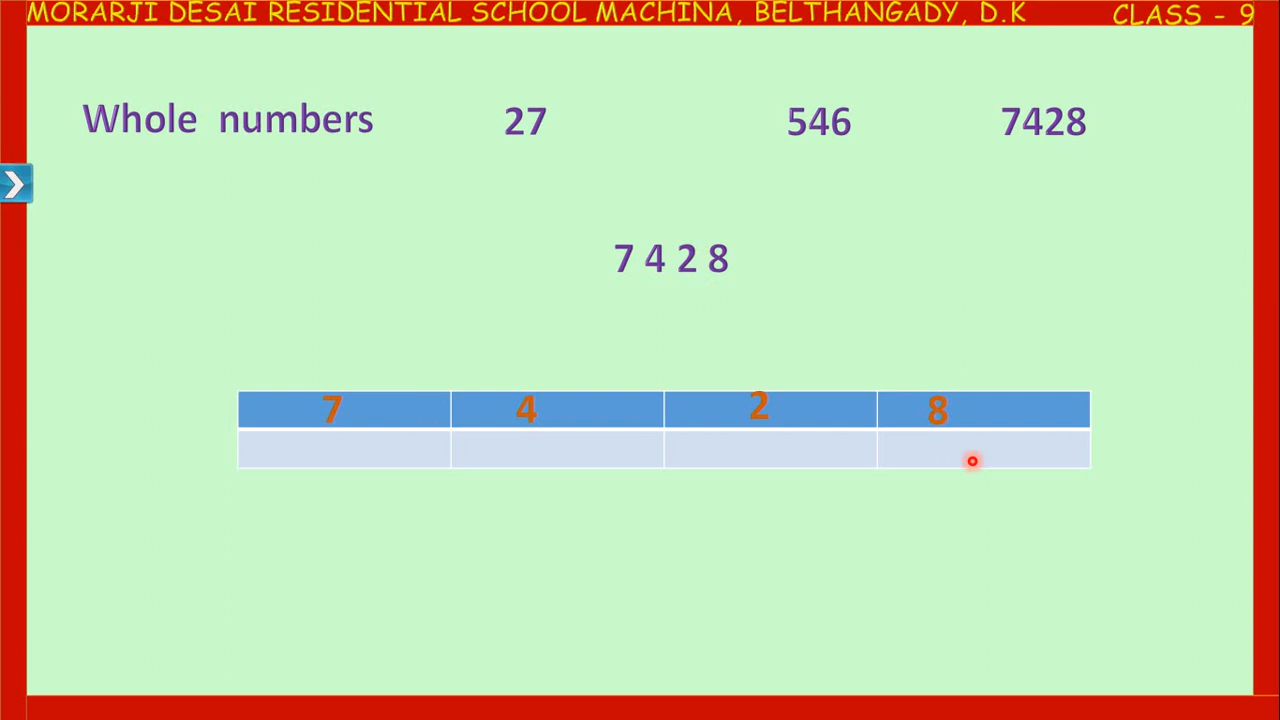 MORARJI DESAI RESIDENTIAL SCHOOL MACHINA, BELTHANGADY, D.K CLASS - 9
Whole numbers 27 546 7428
7 4 2 8
7 4 2 8